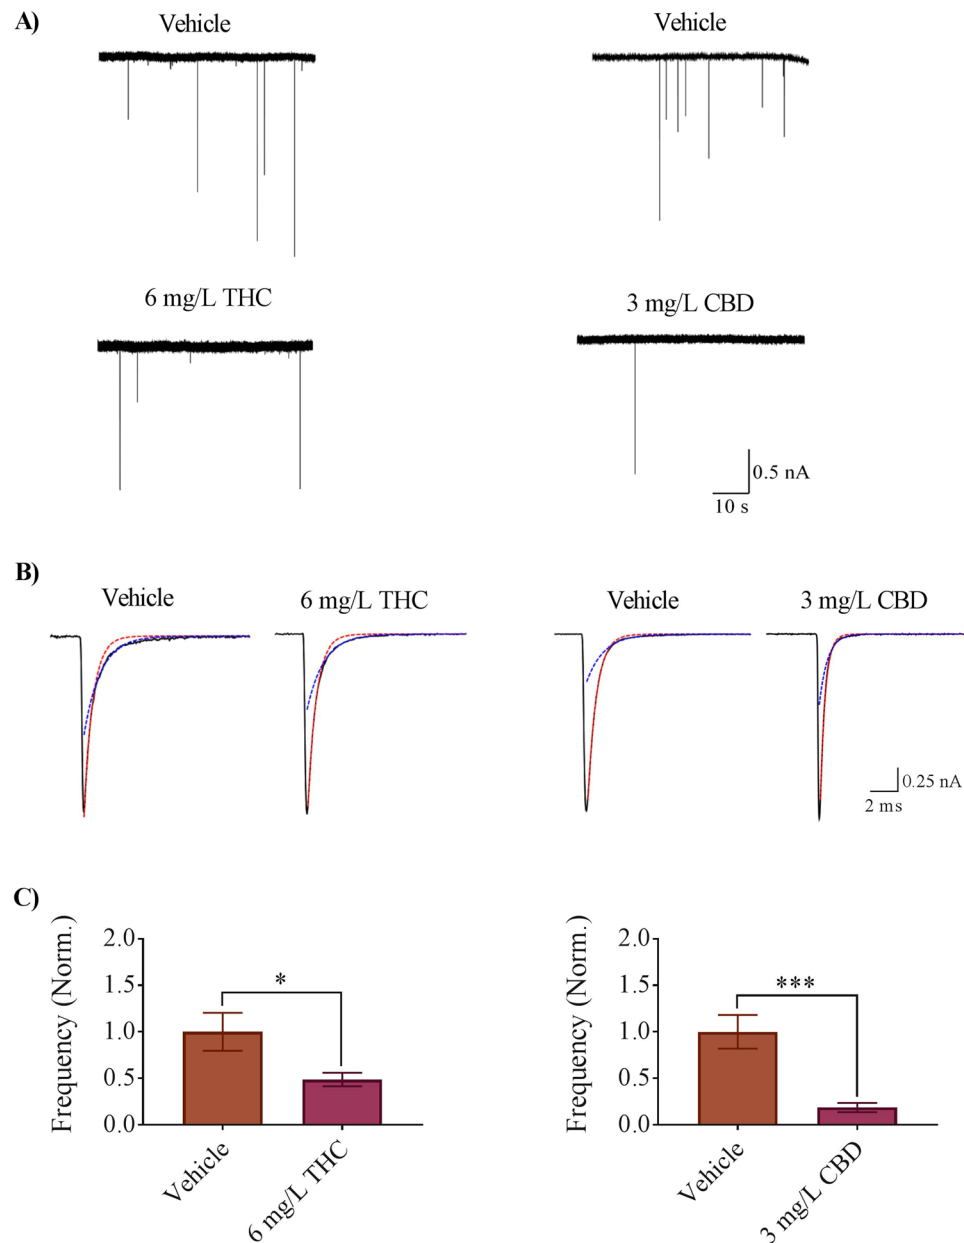 A)
Vehicle
Vehicle
6 mg/L THC
3 mg/L CBD
0.5 nA
10 s
B)
Vehicle
6 mg/L THC
Vehicle
3 mg/L CBD
0.25 nA
2 ms
C)
Frequency (Norm.)
2.0
1.5
1.0
0.5
0.0
*
Vehicle
6 mg/L THC
Frequency (Norm.)
2.0
1.5
1.0
0.5
0.0
***
Vehicle
3 mg/L CBD